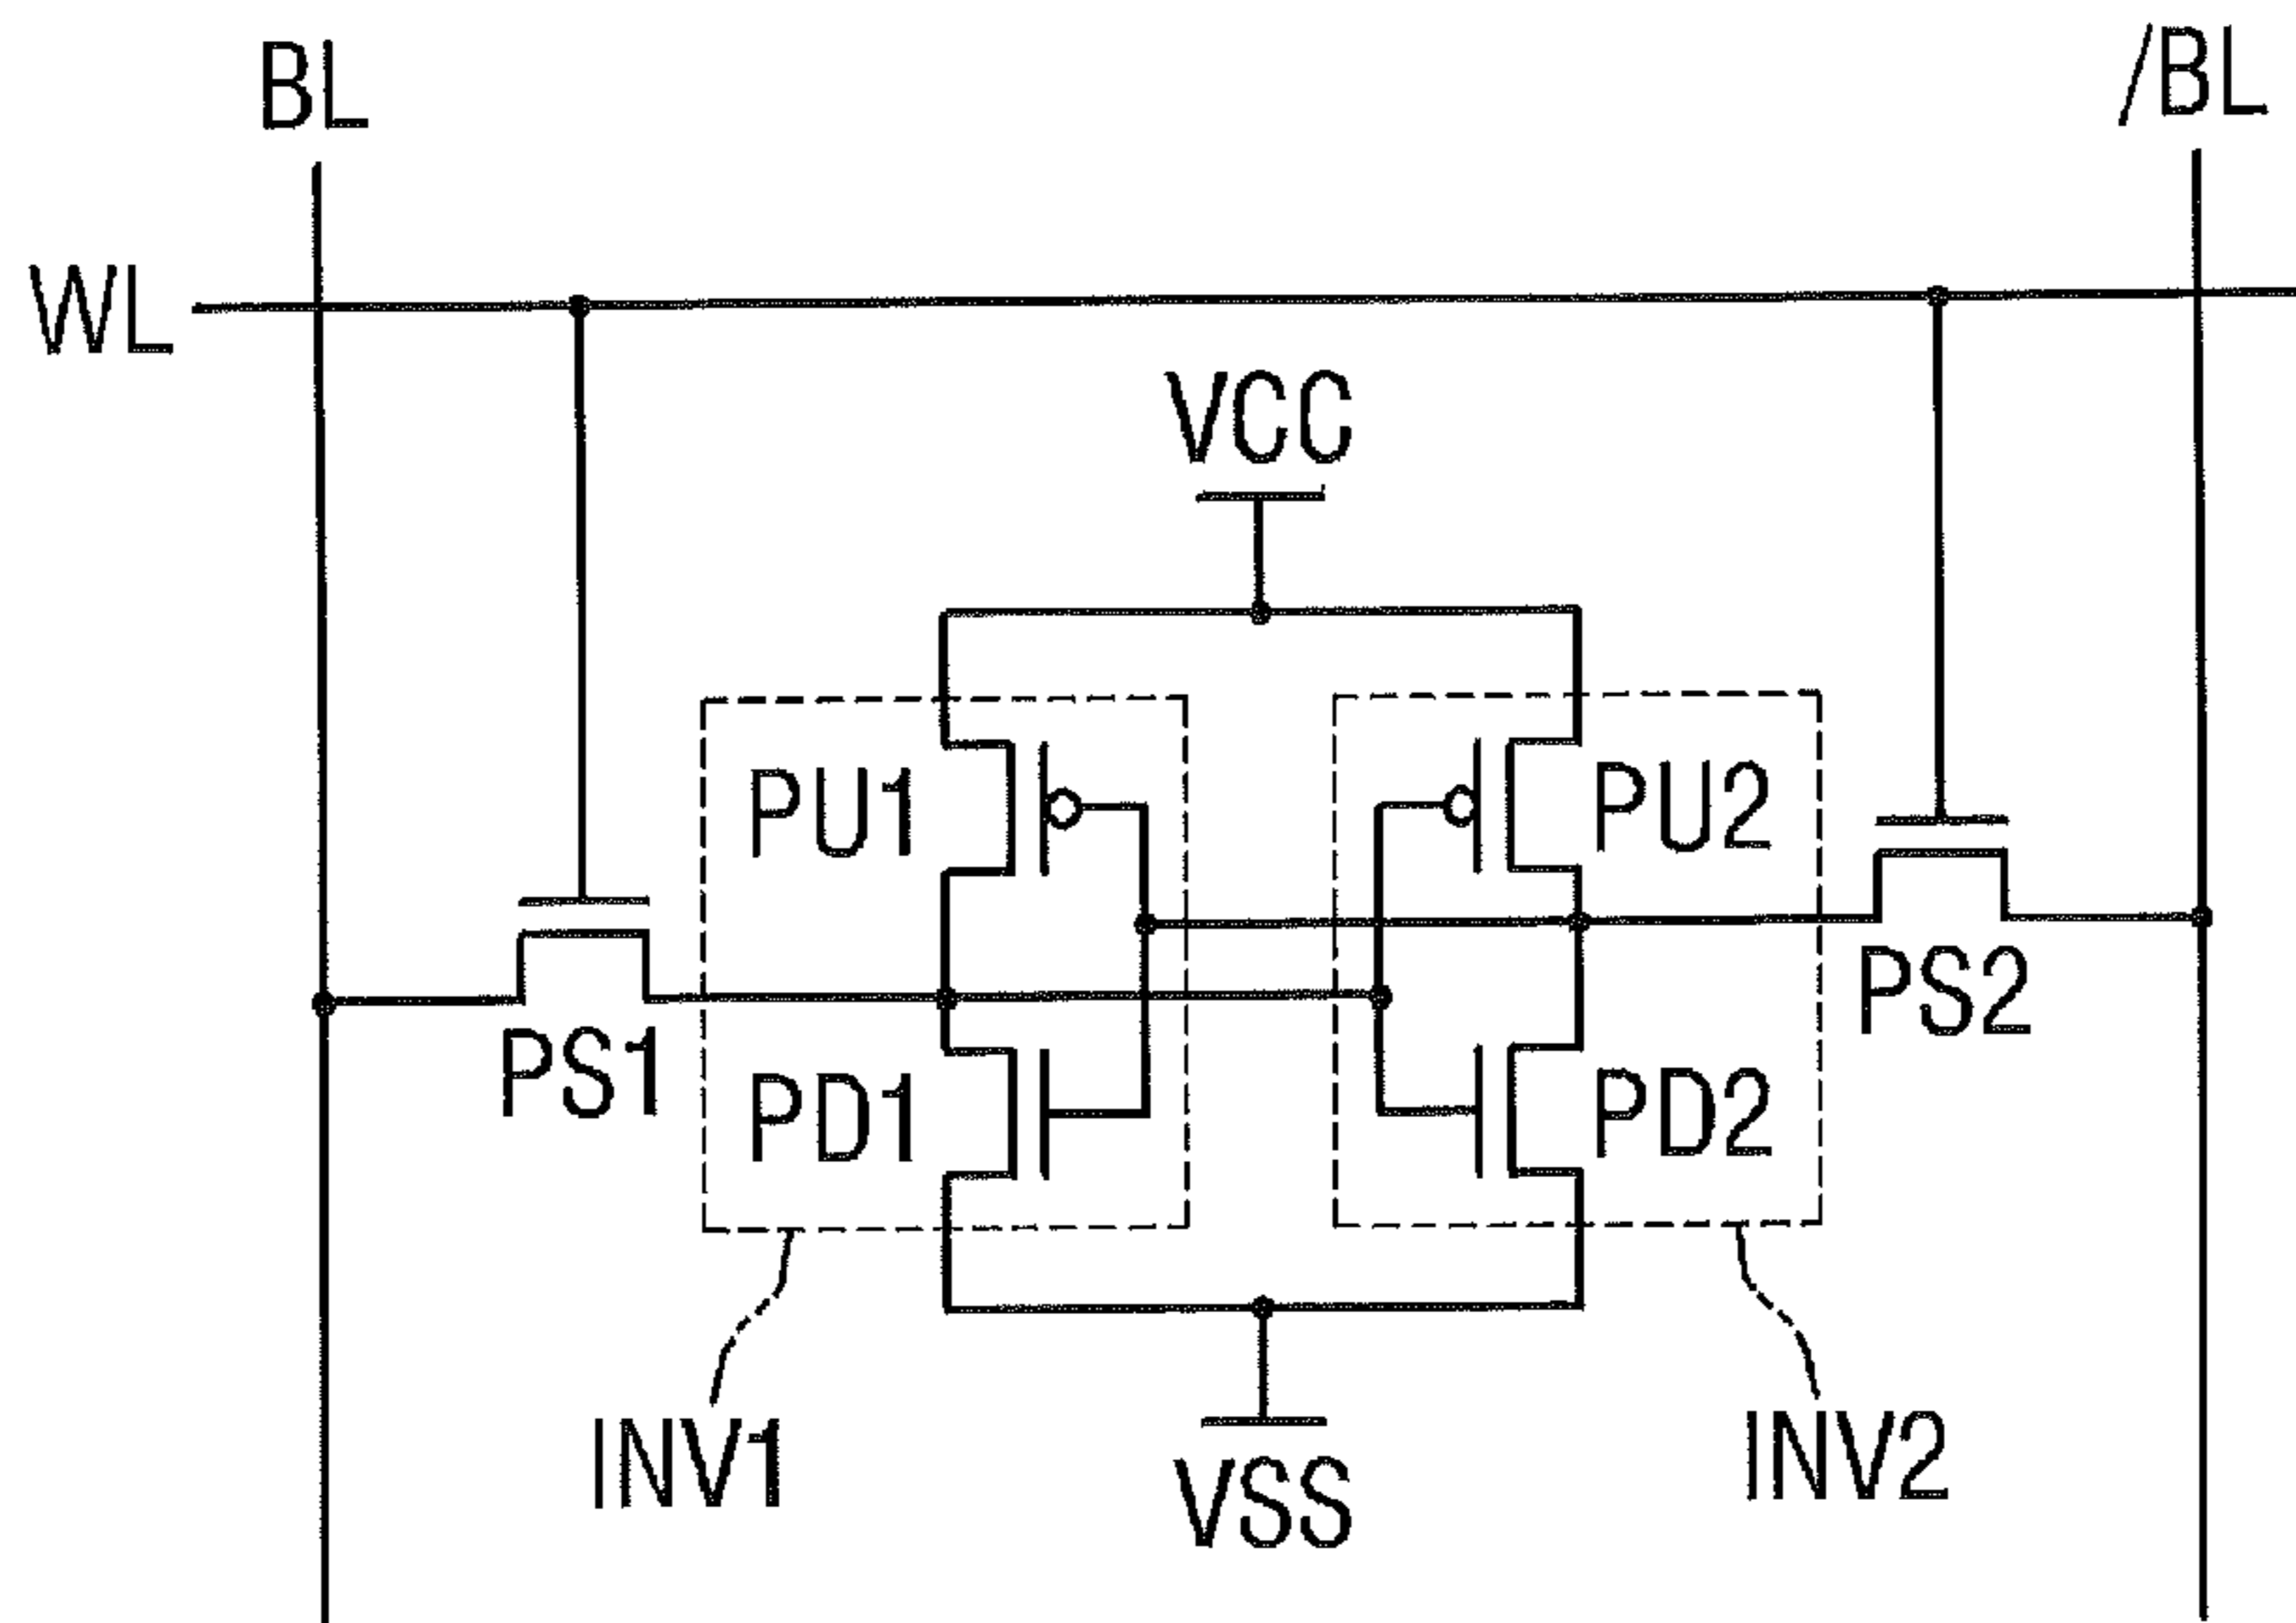 BL
/BL
WL
VCC
PU1
PU2
PS1
PS2
PD1
PD2
INV1
VSS
INV2